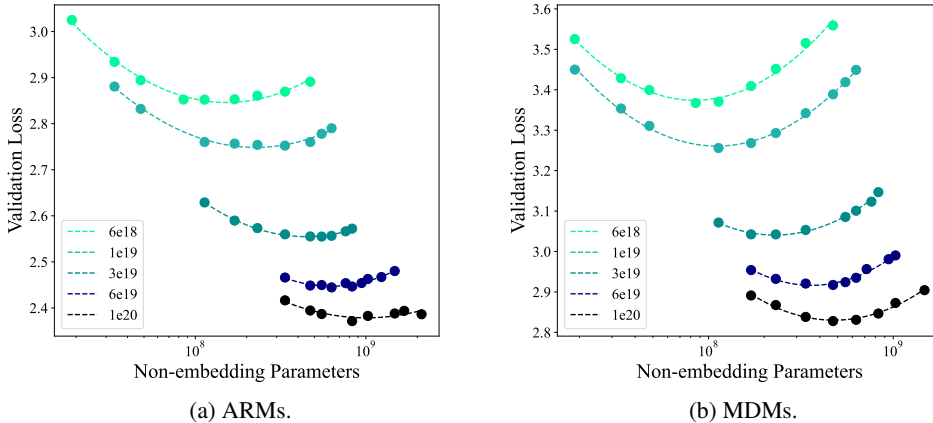 3.0
2.9
2.8
2.7
2.6
2.5
2.4
Validation Loss
6e18
1e19
3e19
6e19
1e20
10^8
10^9
Non-embedding Parameters
(a) ARMs.
3.6
3.5
3.4
3.3
3.2
3.1
3.0
2.9
2.8
Validation Loss
6e18
1e19
3e19
6e19
1e20
10^8
10^9
Non-embedding Parameters
(b) MDMs.